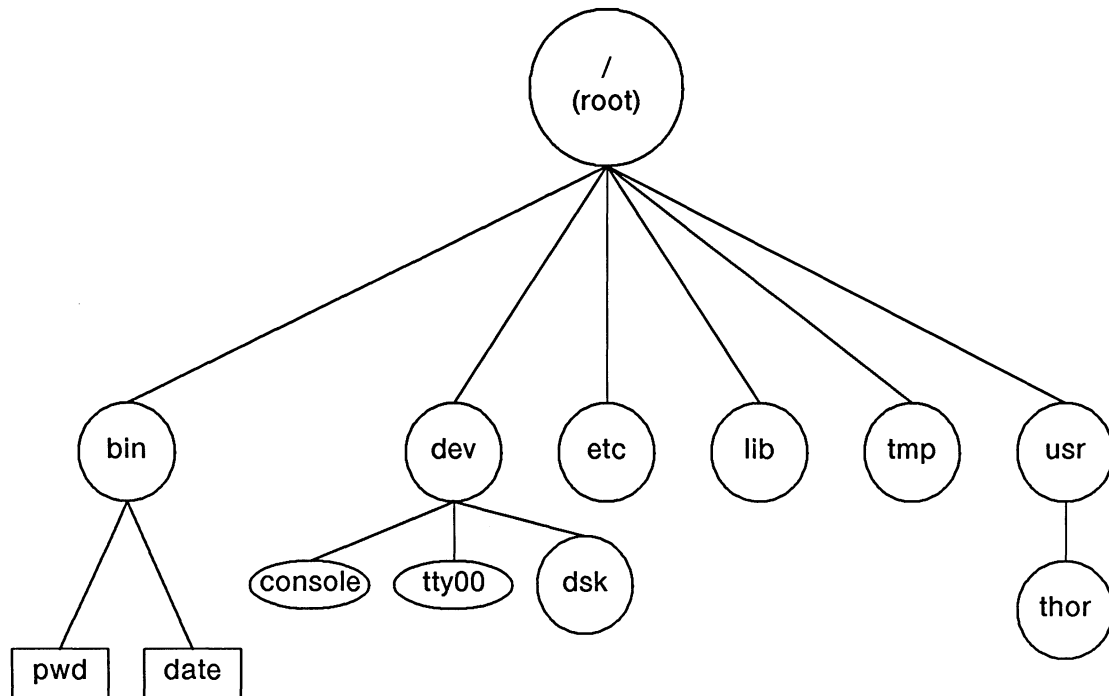 /
(root)
bin
dev
etc
lib
tmp
usr
console
tty00
dsk
thor
pwd
date